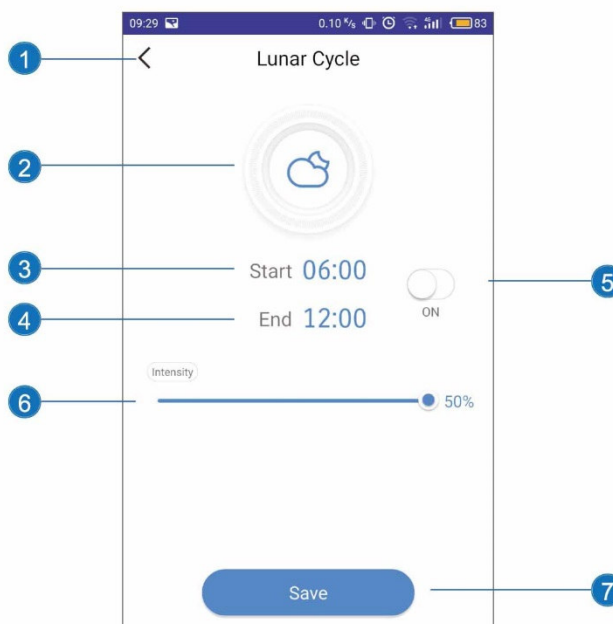 09:29 0.10 K/s 4G 83
1 Lunar Cycle
2
3 Start 06:00
5
4 End 12:00
ON
Intensity
6 50%
Save 7